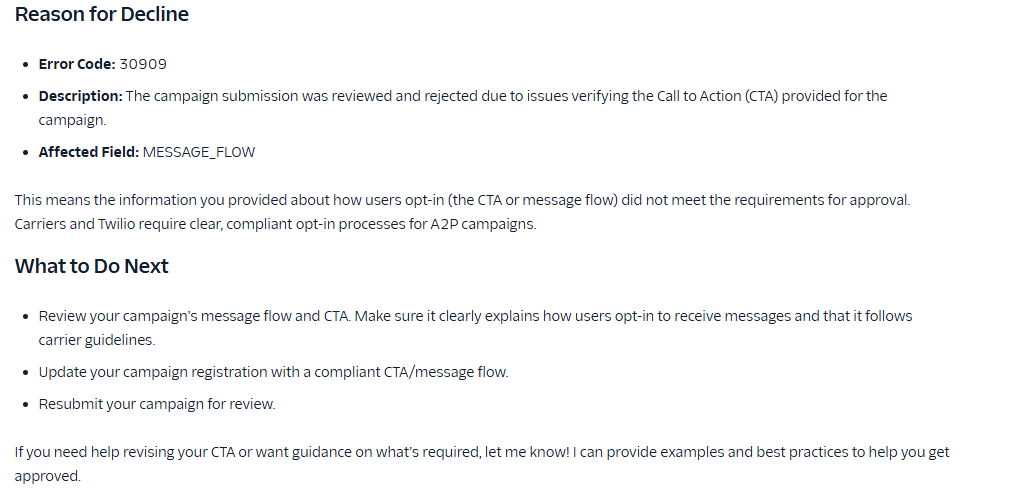 Reason for Decline
• Error Code: 30909
• Description: The campaign submission was reviewed and rejected due to issues verifying the Call to Action (CTA) provided for the
campaign.
• Affected Field: MESSAGE_FLOW
This means the information you provided about how users opt-in (the CTA or message flow) did not meet the requirements for approval.
Carriers and Twilio require clear, compliant opt-in processes for A2P campaigns.
What to Do Next
• Review your campaign's message flow and CTA. Make sure it clearly explains how users opt-in to receive messages and that it follows
carrier guidelines.
• Update your campaign registration with a compliant CTA/message flow.
• Resubmit your campaign for review.
If you need help revising your CTA or want guidance on what's required, let me know! I can provide examples and best practices to help you get
approved.